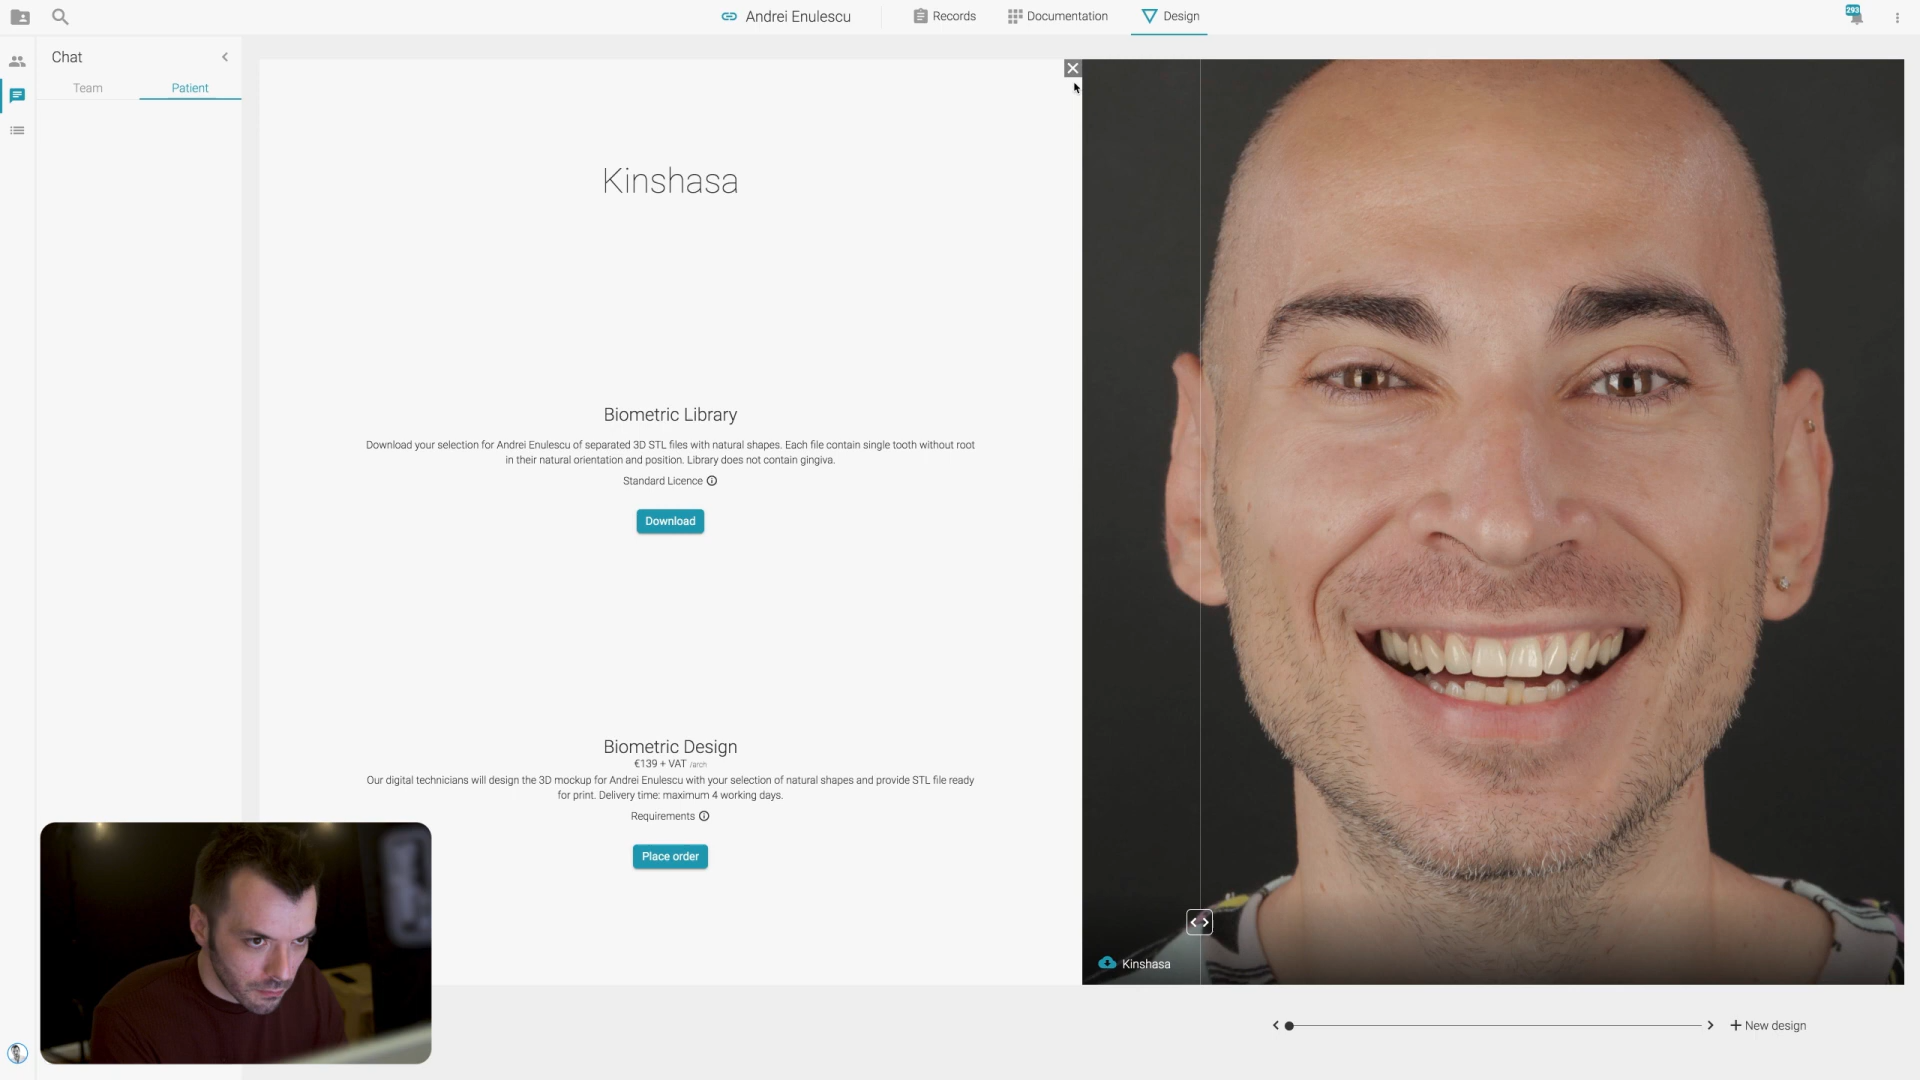 Andrei Enulescu
Records
Documentation
Design
293
Chat
Team
Patient
Kinshasa
Biometric Library
Download your selection for Andrei Enulescu of separated 3D STL files with natural shapes. Each file contain single tooth without root
in their natural orientation and position. Library does not contain gingiva.
Standard Licence
Download
Biometric Design
€139 + VAT /arch
Our digital technicians will design the 3D mockup for Andrei Enulescu with your selection of natural shapes and provide STL file ready
for print. Delivery time: maximum 4 working days.
Requirements
Place order
Kinshasa
New design